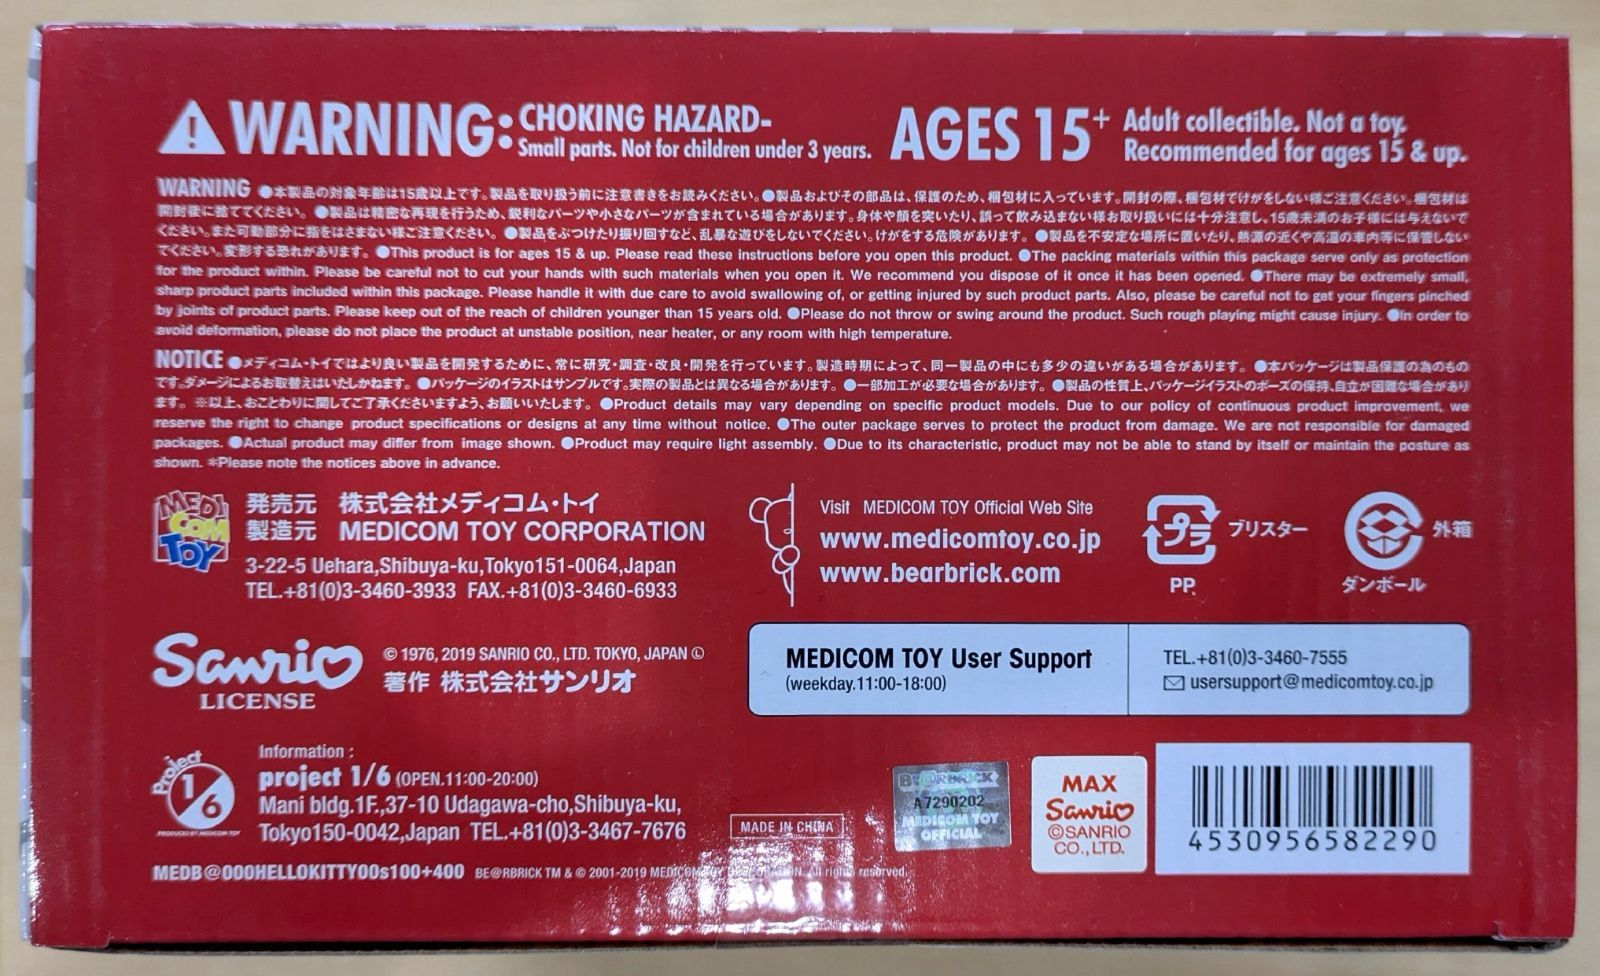 WARNING: CHOKING HAZARD-
Small parts. Not for children under 3 years.
AGES 15+ Adult collectible. Not a toy.
Recommended for ages 15 & up.
WARNING ●本製品の対象年齢は15歳以上です。製品を取り扱う前に注意書きをお読みください。●製品およびその部品は、保護のため、梱包材に入っています。開封の際、梱包材でけがをしない様ご注意ください。梱包材は
開封後に捨ててください。 ●製品は精密な再現を行うため、鋭利なパーツや小さなパーツが含まれている場合があります。身体や顔を突いたり、誤って飲み込まない様お取り扱いには十分注意し、15歳未満のお子様には与えないで
ください。また可動部分に指をはさまない様ご注意ください。 ●製品をぶつけたり振り回すなど、乱暴な遊びをしないでください。けがをする危険があります。 ●製品を不安定な場所に置いたり、熱源の近くや高温の車内等に保管しない
でください。変形する恐れがあります。 ●This product is for ages 15 & up. Please read these instructions before you open this product. ●The packing materials within this package serve only as protection
for the product within. Please be careful not to cut your hands with such materials when you open it. We recommend you dispose of it once it has been opened. ●There may be extremely small,
sharp product parts included within this package. Please handle it with due care to avoid swallowing of, or getting injured by such product parts. Also, please be careful not to get your fingers pinched
by joints of product parts. Please keep out of the reach of children younger than 15 years old. ●Please do not throw or swing around the product. Such rough playing might cause injury. ●In order to
avoid deformation, please do not place the product at unstable position, near heater, or any room with high temperature.
NOTICE ●メディコム・トイではより良い製品を開発するために、常に研究・調査・改良・開発を行っています。製造時期によって、同一製品の中にも多少の違いがある場合があります。 ●本パッケージは製品保護の為のもの
です。ダメージによるお取替えはいたしかねます。 ●パッケージのイラストはサンプルです。実際の製品とは異なる場合があります。 ●一部加工が必要な場合があります。 ●製品の性質上、パッケージイラストのポーズの保持、自立が困難な場合があり
ます。 ※以上、おことわりに関してご了承くださいますよう、お願いいたします。 ●Product details may vary depending on specific product models. Due to our policy of continuous product improvement, we
reserve the right to change product specifications or designs at any time without notice. ●The outer package serves to protect the product from damage. We are not responsible for damaged
packages. ●Actual product may differ from image shown. ●Product may require light assembly. ●Due to its characteristic, product may not be able to stand by itself or maintain the posture as
shown. *Please note the notices above in advance.
MEDI COM TOY
発売元 株式会社メディコム・トイ
製造元 MEDICOM TOY CORPORATION
3-22-5 Uehara,Shibuya-ku,Tokyo151-0064,Japan
TEL.+81(0)3-3460-3933 FAX.+81(0)3-3460-6933
Visit MEDICOM TOY Official Web Site
www.medicomtoy.co.jp
www.bearbrick.com
プラ ブリスター
PP.
外箱
ダンボール
Sanrio
LICENSE
© 1976, 2019 SANRIO CO., LTD. TOKYO, JAPAN Ⓛ
著作 株式会社サンリオ
MEDICOM TOY User Support
(weekday.11:00-18:00)
TEL.+81(0)3-3460-7555
usersupport@medicomtoy.co.jp
Project 1/6
PRODUCED BY MEDICOM TOY
Information :
project 1/6 (OPEN.11:00-20:00)
Mani bldg.1F.,37-10 Udagawa-cho,Shibuya-ku,
Tokyo150-0042,Japan TEL.+81(0)3-3467-7676
MADE IN CHINA
BE@RBRICK
A7290202
MEDICOM TOY
OFFICIAL
MAX
Sanrio
©SANRIO
CO.,LTD.
4530956582290
MEDB@000HELLOKITTY00s100+400 BE@RBRICK TM & © 2001-2019 MEDICOM TOY CORPORATION. All rights reserved.